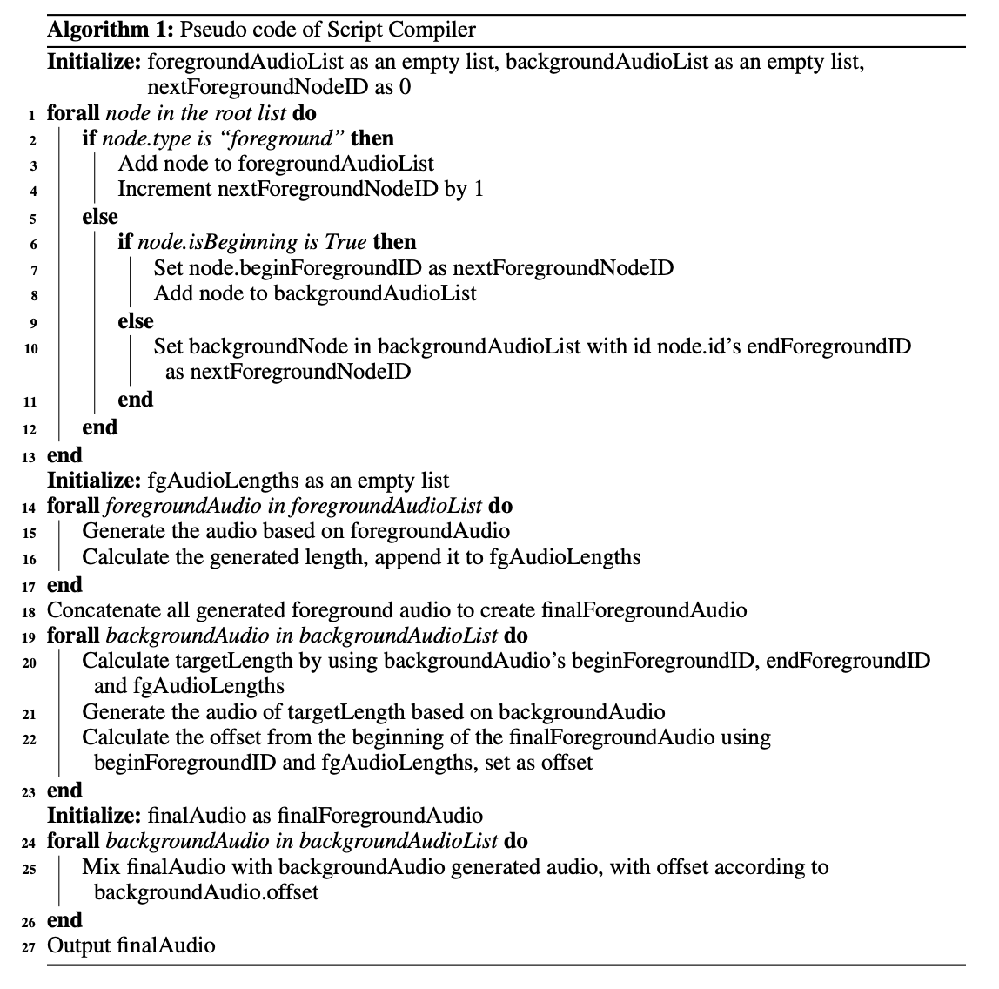 Algorithm 1: Pseudo code of Script Compiler
Initialize: foregroundAudioList as an empty list, backgroundAudioList as an empty list,
nextForegroundNodeID as 0
1 forall node in the root list do
2 if node.type is “foreground” then
3 Add node to foregroundAudioList
4 Increment nextForegroundNodeID by 1
5 else
6 if node.isBeginning is True then
7 Set node.beginForegroundID as nextForegroundNodeID
8 Add node to backgroundAudioList
9 else
10 Set backgroundNode in backgroundAudioList with id node.id’s endForegroundID
as nextForegroundNodeID
11 end
12 end
13 end
Initialize: fgAudioLengths as an empty list
14 forall foregroundAudio in foregroundAudioList do
15 Generate the audio based on foregroundAudio
16 Calculate the generated length, append it to fgAudioLengths
17 end
18 Concatenate all generated foreground audio to create finalForegroundAudio
19 forall backgroundAudio in backgroundAudioList do
20 Calculate targetLength by using backgroundAudio’s beginForegroundID, endForegroundID
and fgAudioLengths
21 Generate the audio of targetLength based on backgroundAudio
22 Calculate the offset from the beginning of the finalForegroundAudio using
beginForegroundID and fgAudioLengths, set as offset
23 end
Initialize: finalAudio as finalForegroundAudio
24 forall backgroundAudio in backgroundAudioList do
25 Mix finalAudio with backgroundAudio generated audio, with offset according to
backgroundAudio.offset
26 end
27 Output finalAudio